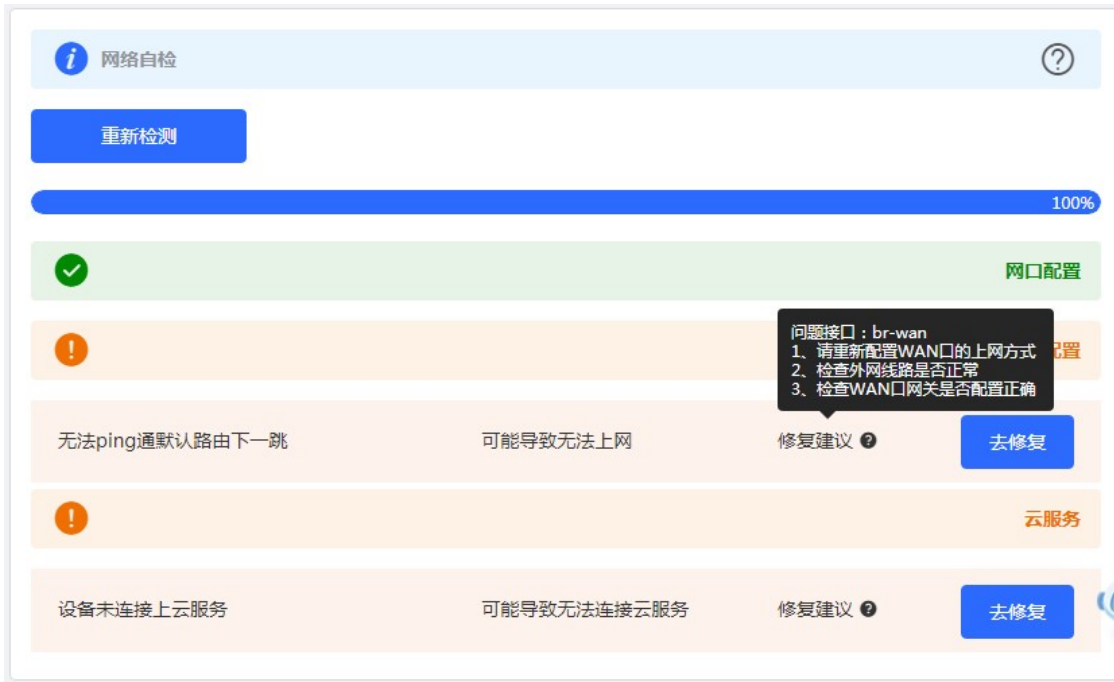 网络自检
重新检测
100%
网口配置
问题接口：br-wan
1、请重新配置WAN口的上网方式
2、检查外网线路是否正常
3、检查WAN口网关是否配置正确
置
无法ping通默认路由下一跳
可能导致无法上网
修复建议
去修复
云服务
设备未连接上云服务
可能导致无法连接云服务
修复建议
去修复